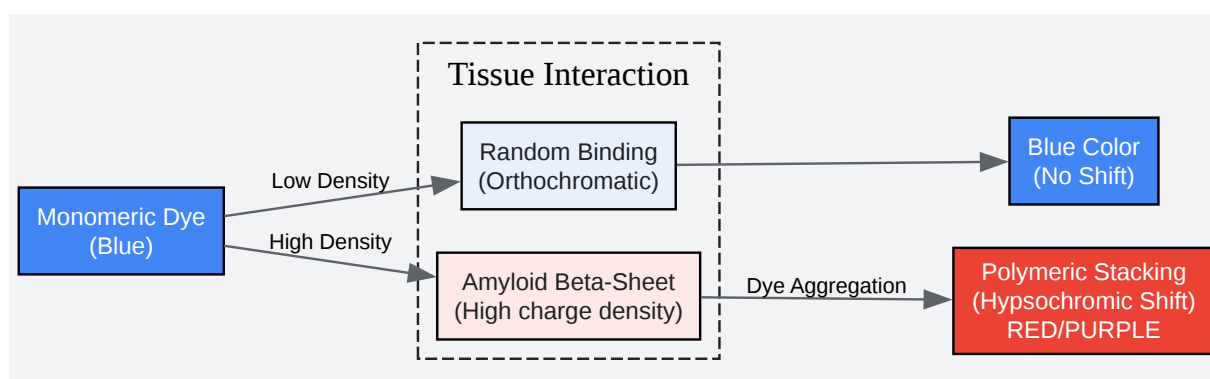 Tissue Interaction
Monomeric Dye
(Blue)
Low Density
High Density
Random Binding
(Orthochromatic)
Amyloid Beta-Sheet
(High charge density)
Dye Aggregation
Blue Color
(No Shift)
Polymeric Stacking
(Hypsochromic Shift)
RED/PURPLE